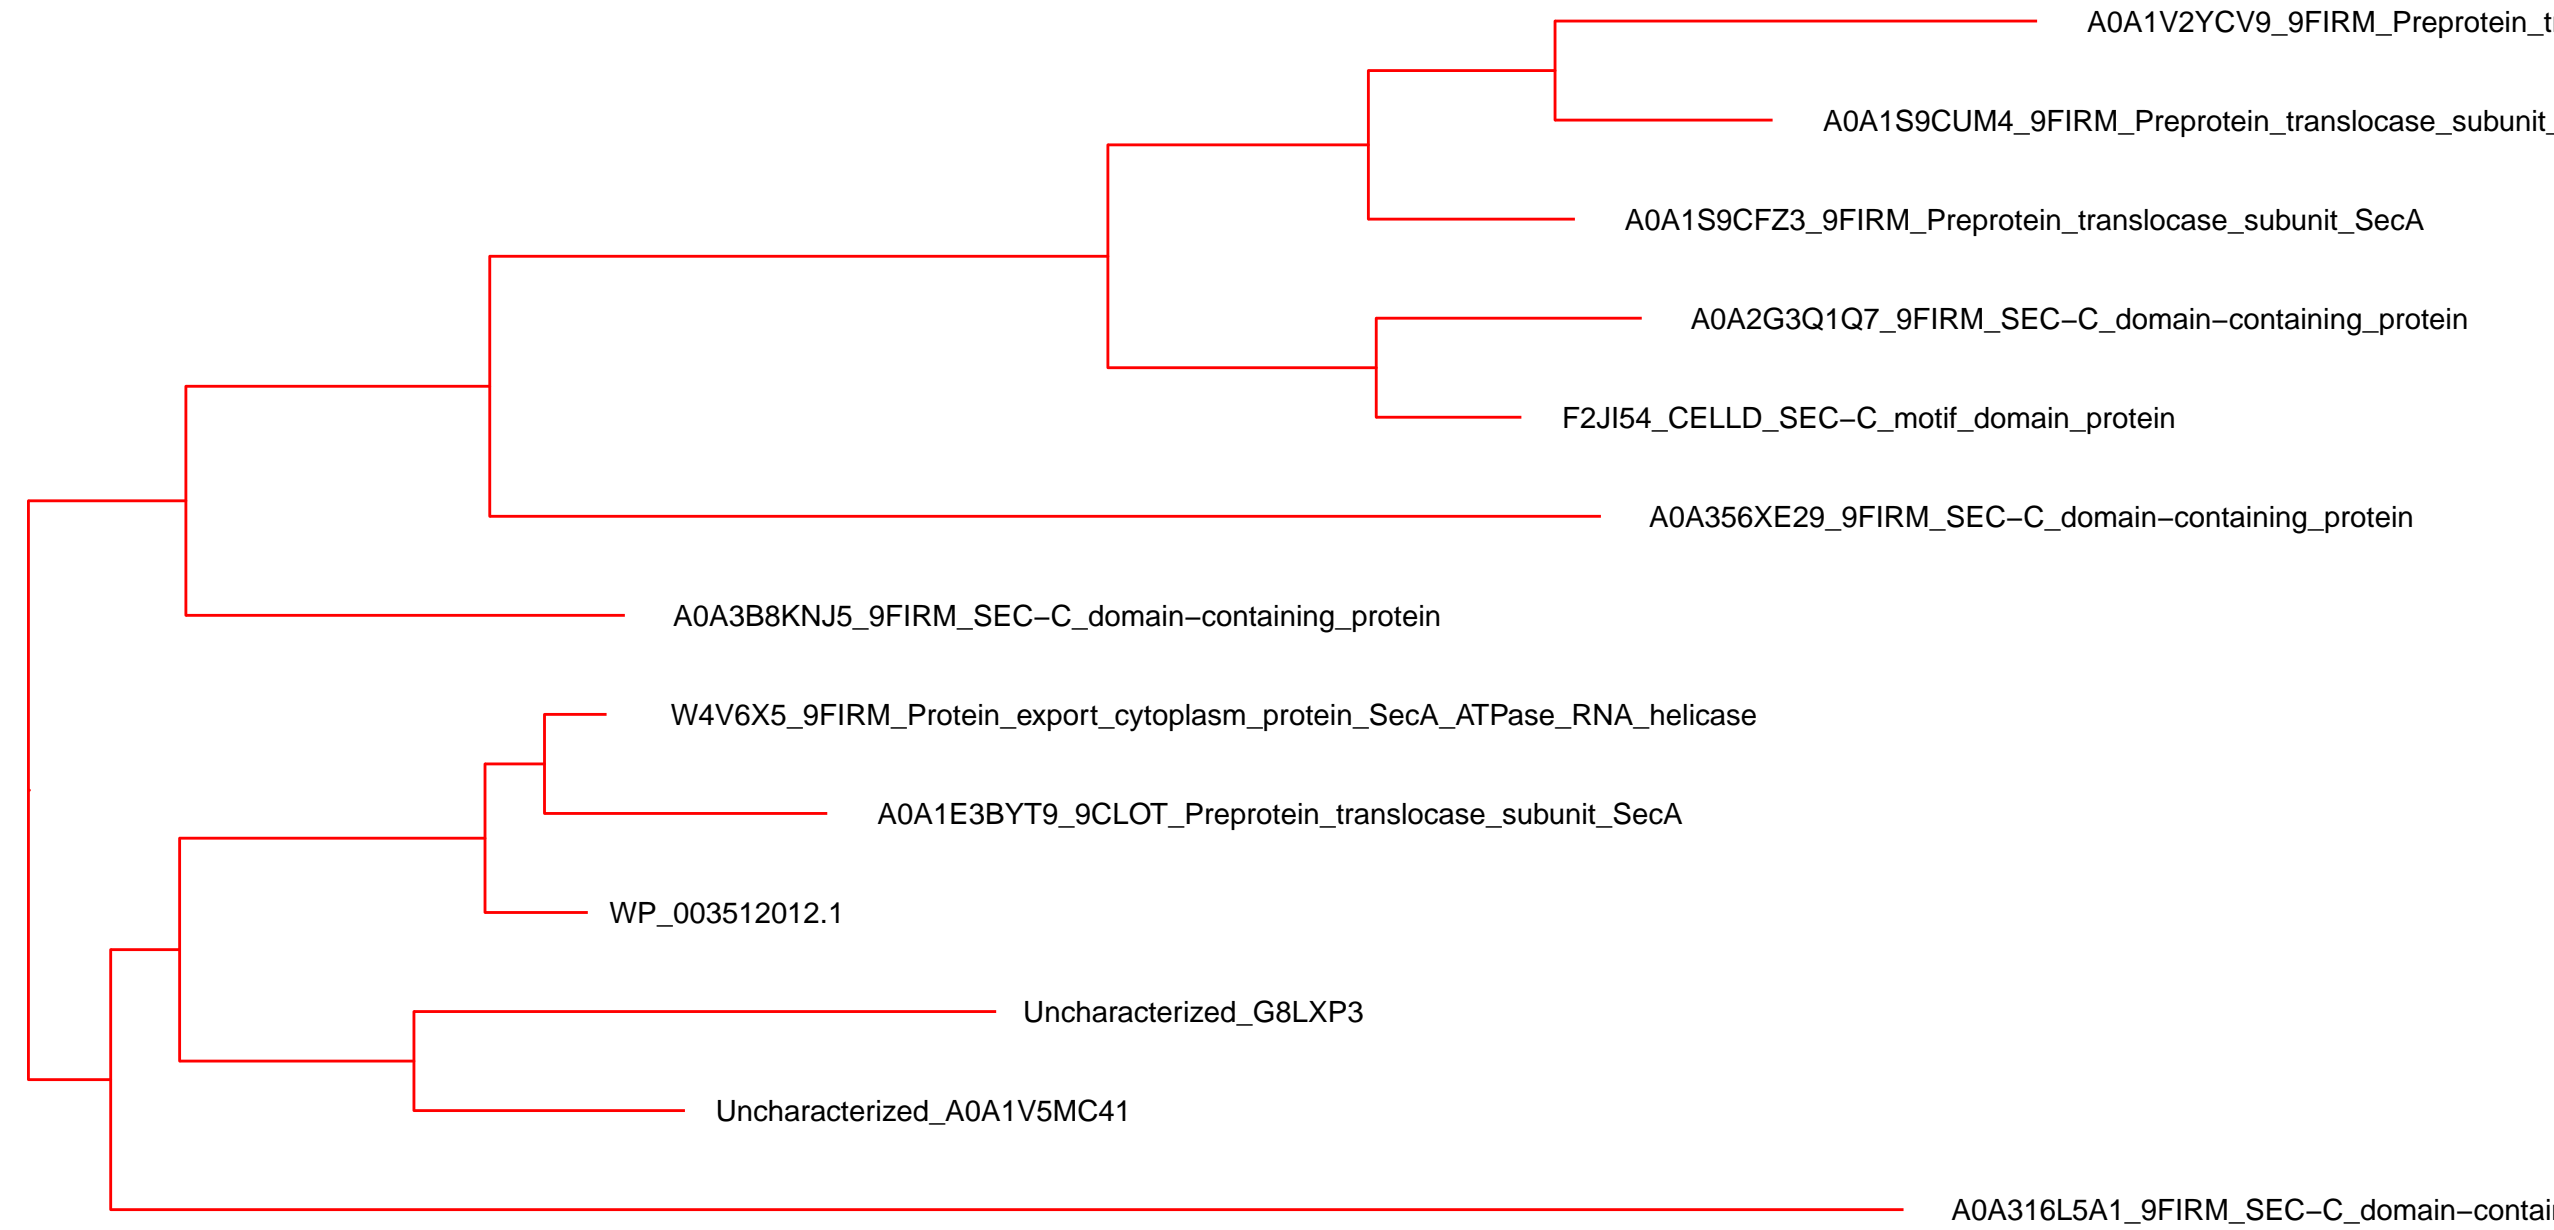 A0A1V2YCV9_9FIRM_Preprotein_t
A0A1S9CUM4_9FIRM_Preprotein_translocase_subunit_
A0A1S9CFZ3_9FIRM_Preprotein_translocase_subunit_SecA
A0A2G3Q1Q7_9FIRM_SEC−C_domain−containing_protein
F2JI54_CELLD_SEC−C_motif_domain_protein
A0A356XE29_9FIRM_SEC−C_domain−containing_protein
A0A3B8KNJ5_9FIRM_SEC−C_domain−containing_protein
W4V6X5_9FIRM_Protein_export_cytoplasm_protein_SecA_ATPase_RNA_helicase
A0A1E3BYT9_9CLOT_Preprotein_translocase_subunit_SecA
WP_003512012.1
Uncharacterized_G8LXP3
Uncharacterized_A0A1V5MC41
A0A316L5A1_9FIRM_SEC−C_domain−contai